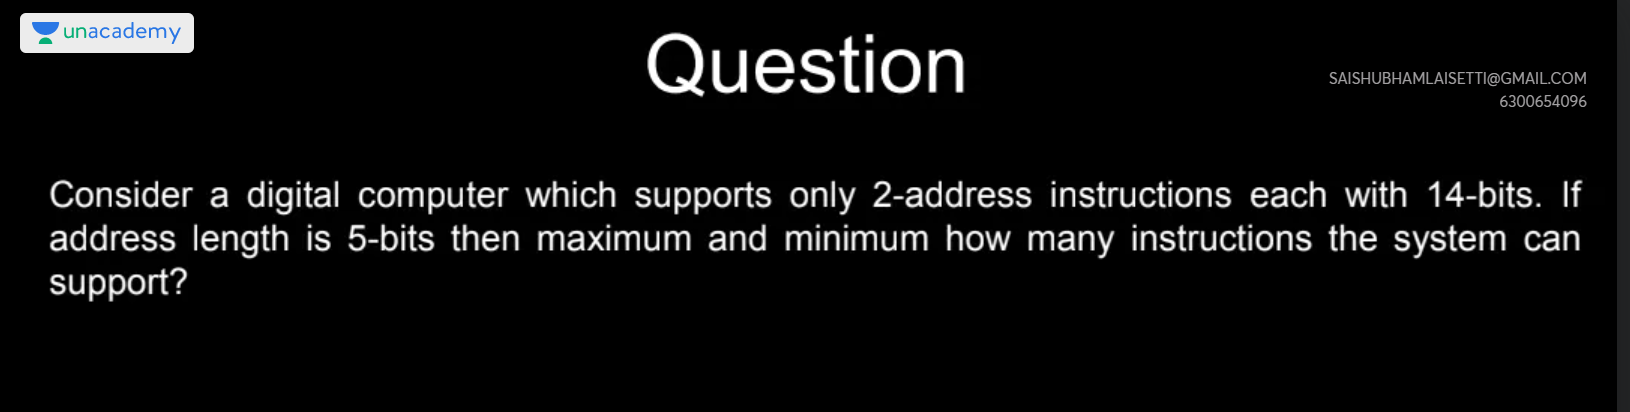 unacademy
Question
SAISHUBHAMLAISETTI@GMAIL.COM
6300654096
Consider a digital computer which supports only 2-address instructions each with 14-bits. If
address length is 5-bits then maximum and minimum how many instructions the system can
support?